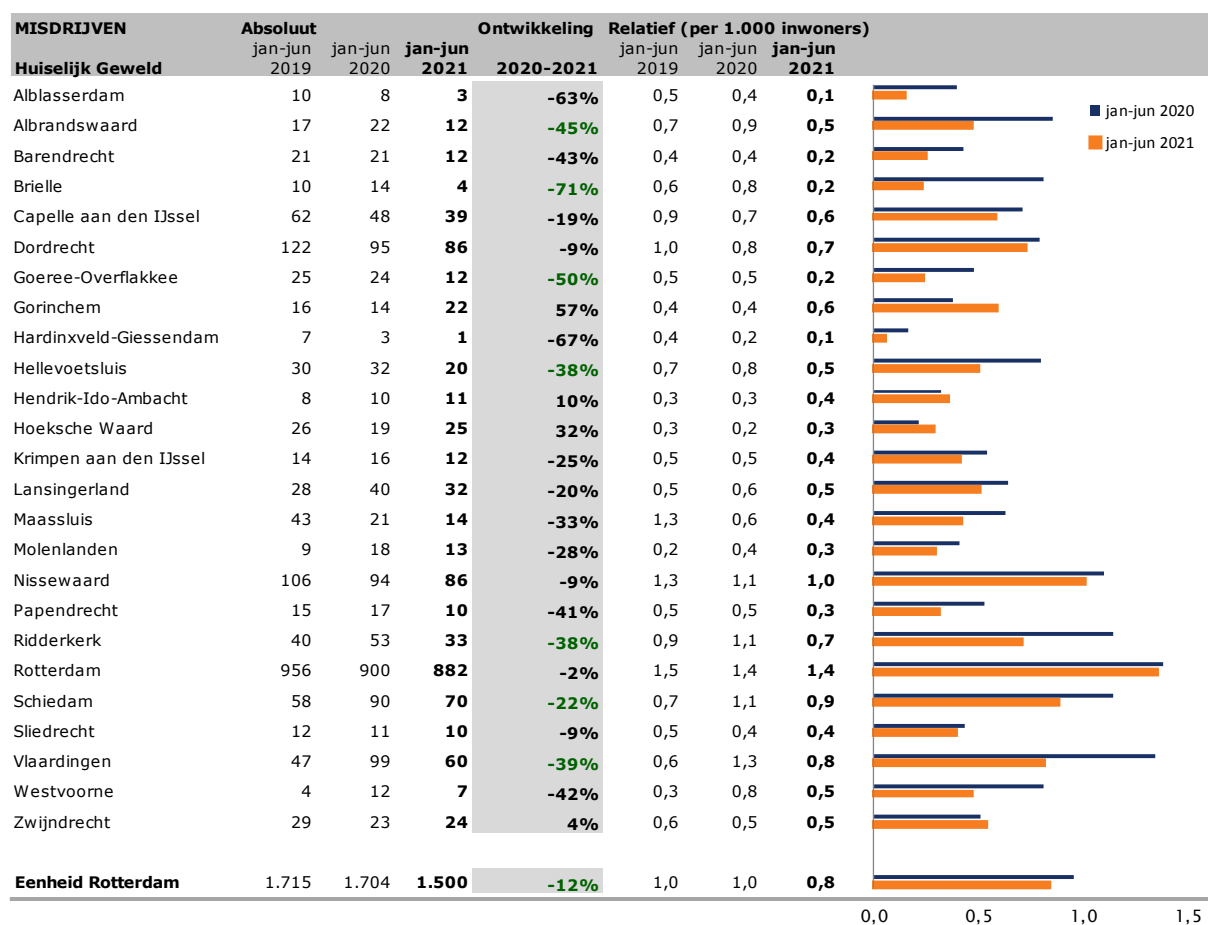 MISDRIJVEN Absoluut Ontwikkeling Relatief (per 1.000 inwoners)
jan-jun jan-jun jan-jun jan-jun jan-jun jan-jun
Huiselijk Geweld 2019 2020 2021 2020-2021 2019 2020 2021
Alblasserdam 10 8 3 -63% 0,5 0,4 0,1
jan-jun 2020
Albrandswaard 17 22 12 -45% 0,7 0,9 0,5
jan-jun 2021
Barendrecht 21 21 12 -43% 0,4 0,4 0,2
Brielle 10 14 4 -71% 0,6 0,8 0,2
Capelle aan den IJssel 62 48 39 -19% 0,9 0,7 0,6
Dordrecht 122 95 86 -9% 1,0 0,8 0,7
Goeree-Overflakkee 25 24 12 -50% 0,5 0,5 0,2
Gorinchem 16 14 22 57% 0,4 0,4 0,6
Hardinxveld-Giessendam 7 3 1 -67% 0,4 0,2 0,1
Hellevoetsluis 30 32 20 -38% 0,7 0,8 0,5
Hendrik-Ido-Ambacht 8 10 11 10% 0,3 0,3 0,4
Hoeksche Waard 26 19 25 32% 0,3 0,2 0,3
Krimpen aan den IJssel 14 16 12 -25% 0,5 0,5 0,4
Lansingerland 28 40 32 -20% 0,5 0,6 0,5
Maassluis 43 21 14 -33% 1,3 0,6 0,4
Molenlanden 9 18 13 -28% 0,2 0,4 0,3
Nissewaard 106 94 86 -9% 1,3 1,1 1,0
Papendrecht 15 17 10 -41% 0,5 0,5 0,3
Ridderkerk 40 53 33 -38% 0,9 1,1 0,7
Rotterdam 956 900 882 -2% 1,5 1,4 1,4
Schiedam 58 90 70 -22% 0,7 1,1 0,9
Sliedrecht 12 11 10 -9% 0,5 0,4 0,4
Vlaardingen 47 99 60 -39% 0,6 1,3 0,8
Westvoorne 4 12 7 -42% 0,3 0,8 0,5
Zwijndrecht 29 23 24 4% 0,6 0,5 0,5
Eenheid Rotterdam 1.715 1.704 1.500 -12% 1,0 1,0 0,8
0,0 0,5 1,0 1,5